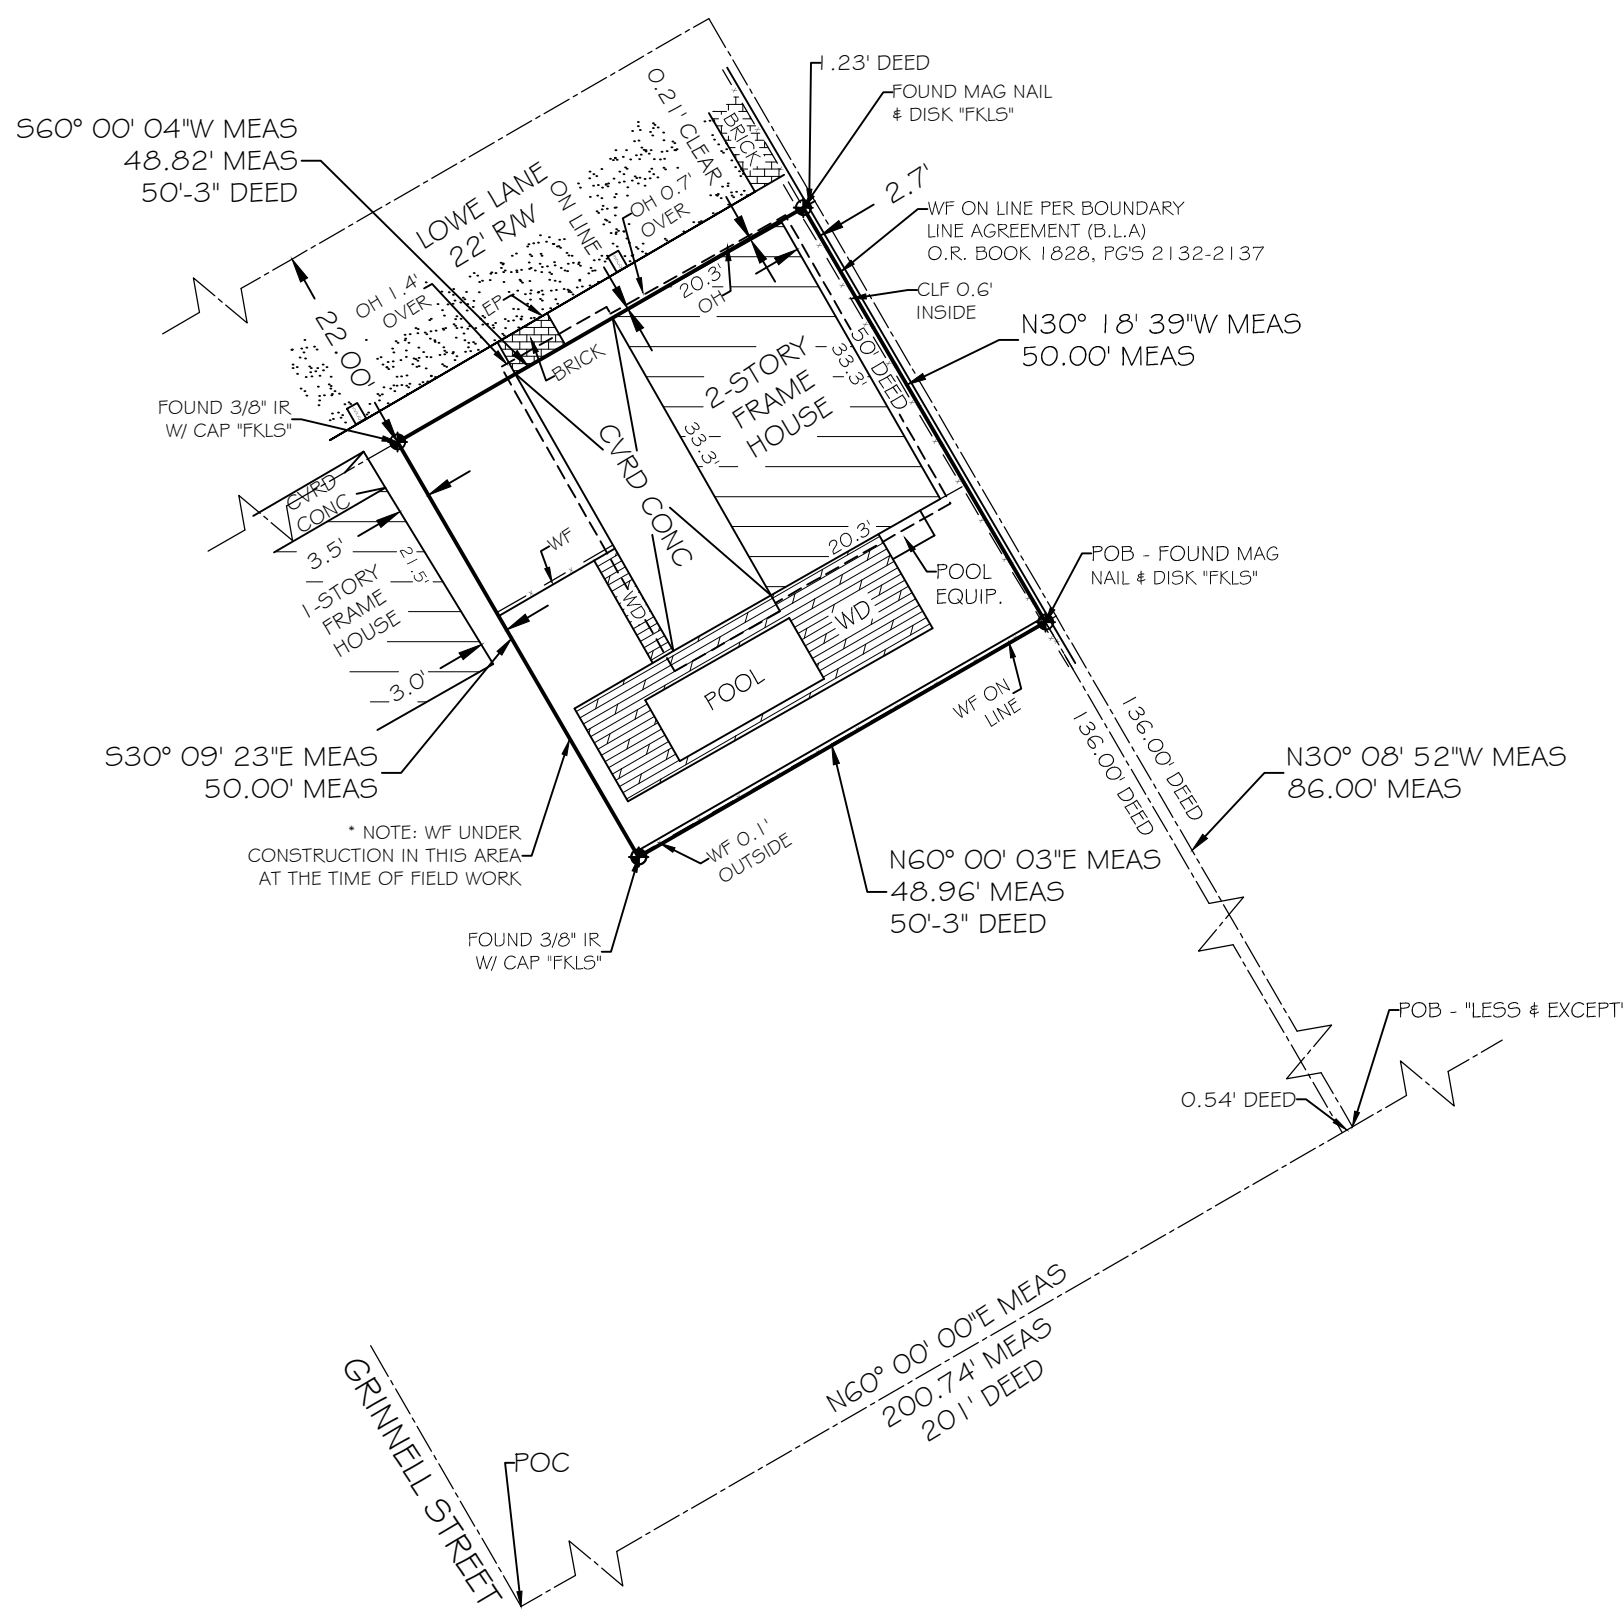 1.23' DEED
FOUND MAG NAIL
& DISK "FKLS"
S60° 00' 04"W MEAS
48.82' MEAS
50'-3" DEED
0.21' CLEAR
BRICK
LOWE LANE
22' R/W
ON LINE
OH 0.7'
OVER
2.7'
WF ON LINE PER BOUNDARY
LINE AGREEMENT (B.L.A)
O.R. BOOK 1828, PG'S 2132-2137
CLF 0.6'
INSIDE
N30° 18' 39"W MEAS
50.00' MEAS
22.00'
OH 1.4'
OVER
EP
BRICK
20.3'
OH
50' DEED
33.3'
2-STORY
FRAME
HOUSE
33.3'
CVRD CONC
FOUND 3/8" IR
W/ CAP "FKLS"
CVRD
CONC
3.5'
21.5'
1-STORY
FRAME
HOUSE
3.0'
WF
WD
20.3'
WD
POOL
POOL
EQUIP.
POB - FOUND MAG
NAIL & DISK "FKLS"
WF ON
LINE
136.00' DEED
136.00' DEED
N30° 08' 52"W MEAS
86.00' MEAS
S30° 09' 23"E MEAS
50.00' MEAS
* NOTE: WF UNDER
CONSTRUCTION IN THIS AREA
AT THE TIME OF FIELD WORK
WF 0.1'
OUTSIDE
N60° 00' 03"E MEAS
48.96' MEAS
50'-3" DEED
FOUND 3/8" IR
W/ CAP "FKLS"
POB - "LESS & EXCEPT"
0.54' DEED
N60° 00' 00"E MEAS
200.74' MEAS
201' DEED
GRINNELL STREET
POC